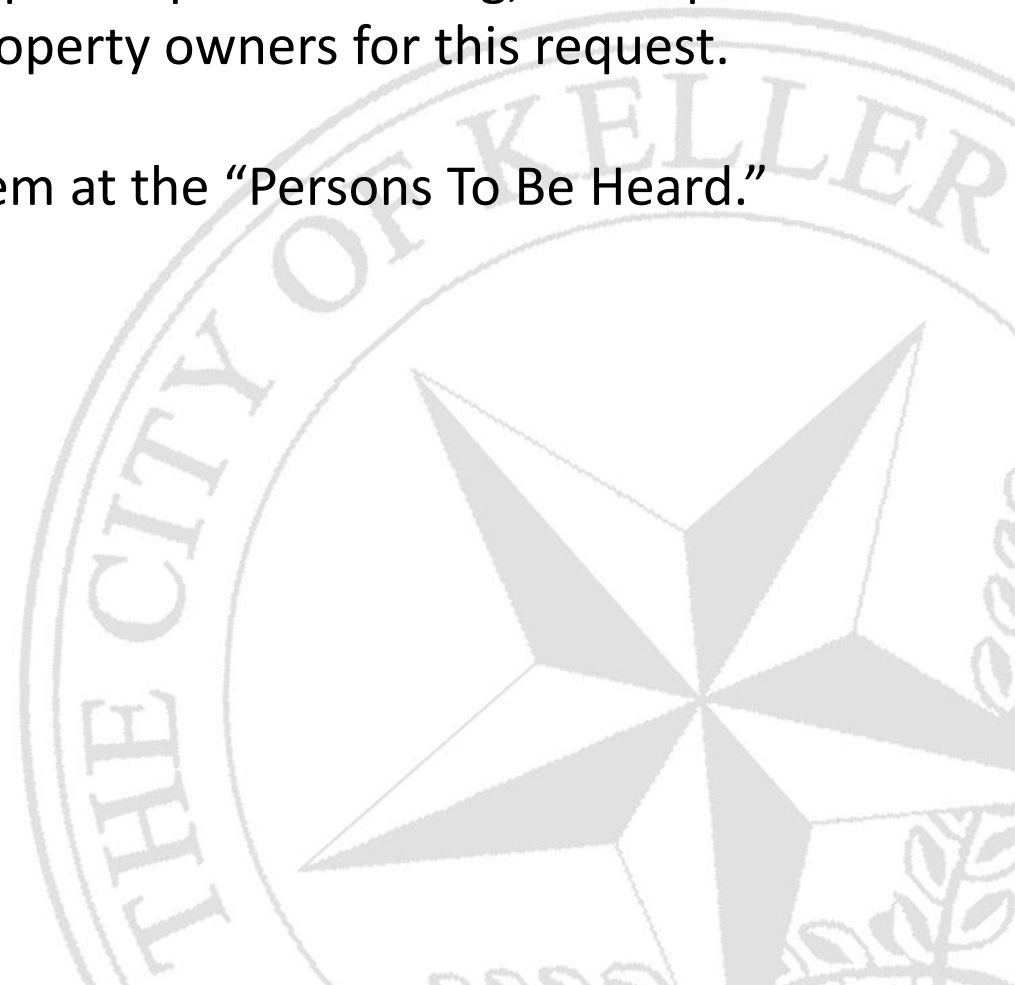 operty owners for this request.
em at the “Persons To Be Heard.”
THE CITY OF KELLER